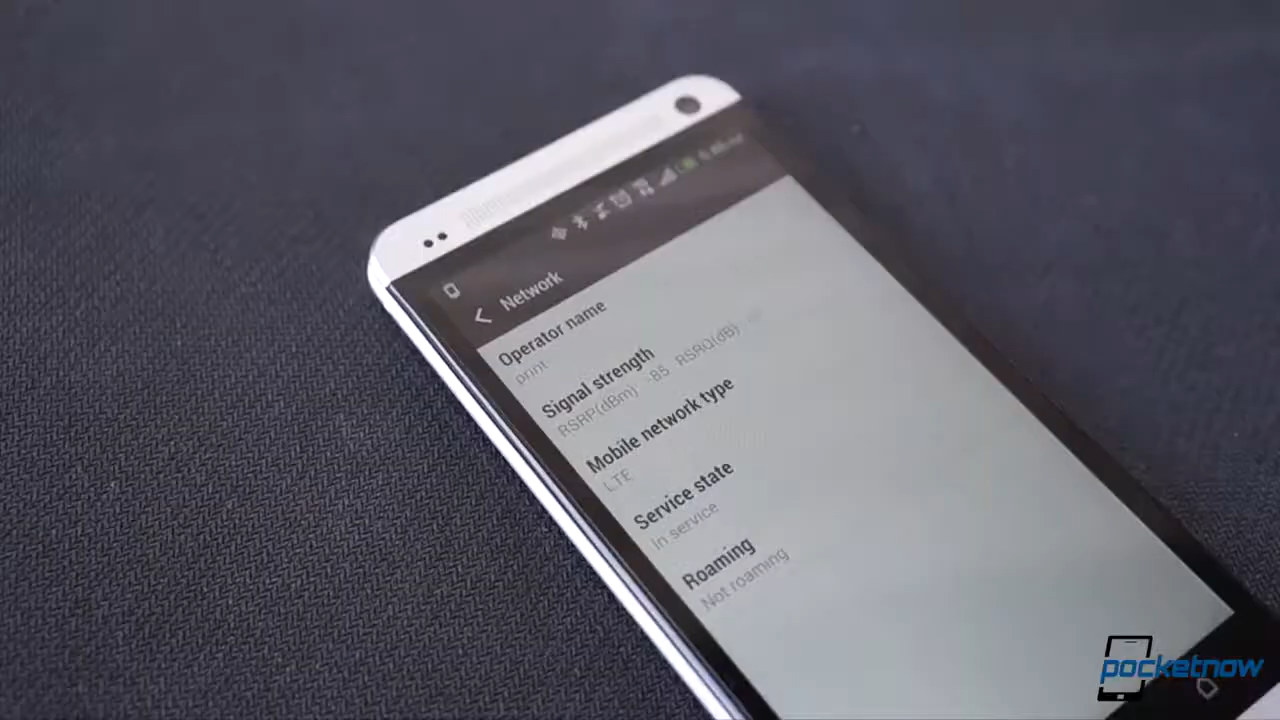 Network
Operator name
print
Signal strength
RSRP(dBm) -85 RSRQ(dB)
Mobile network type
LTE
Service state
In service
Roaming
Not roaming
pocketnow